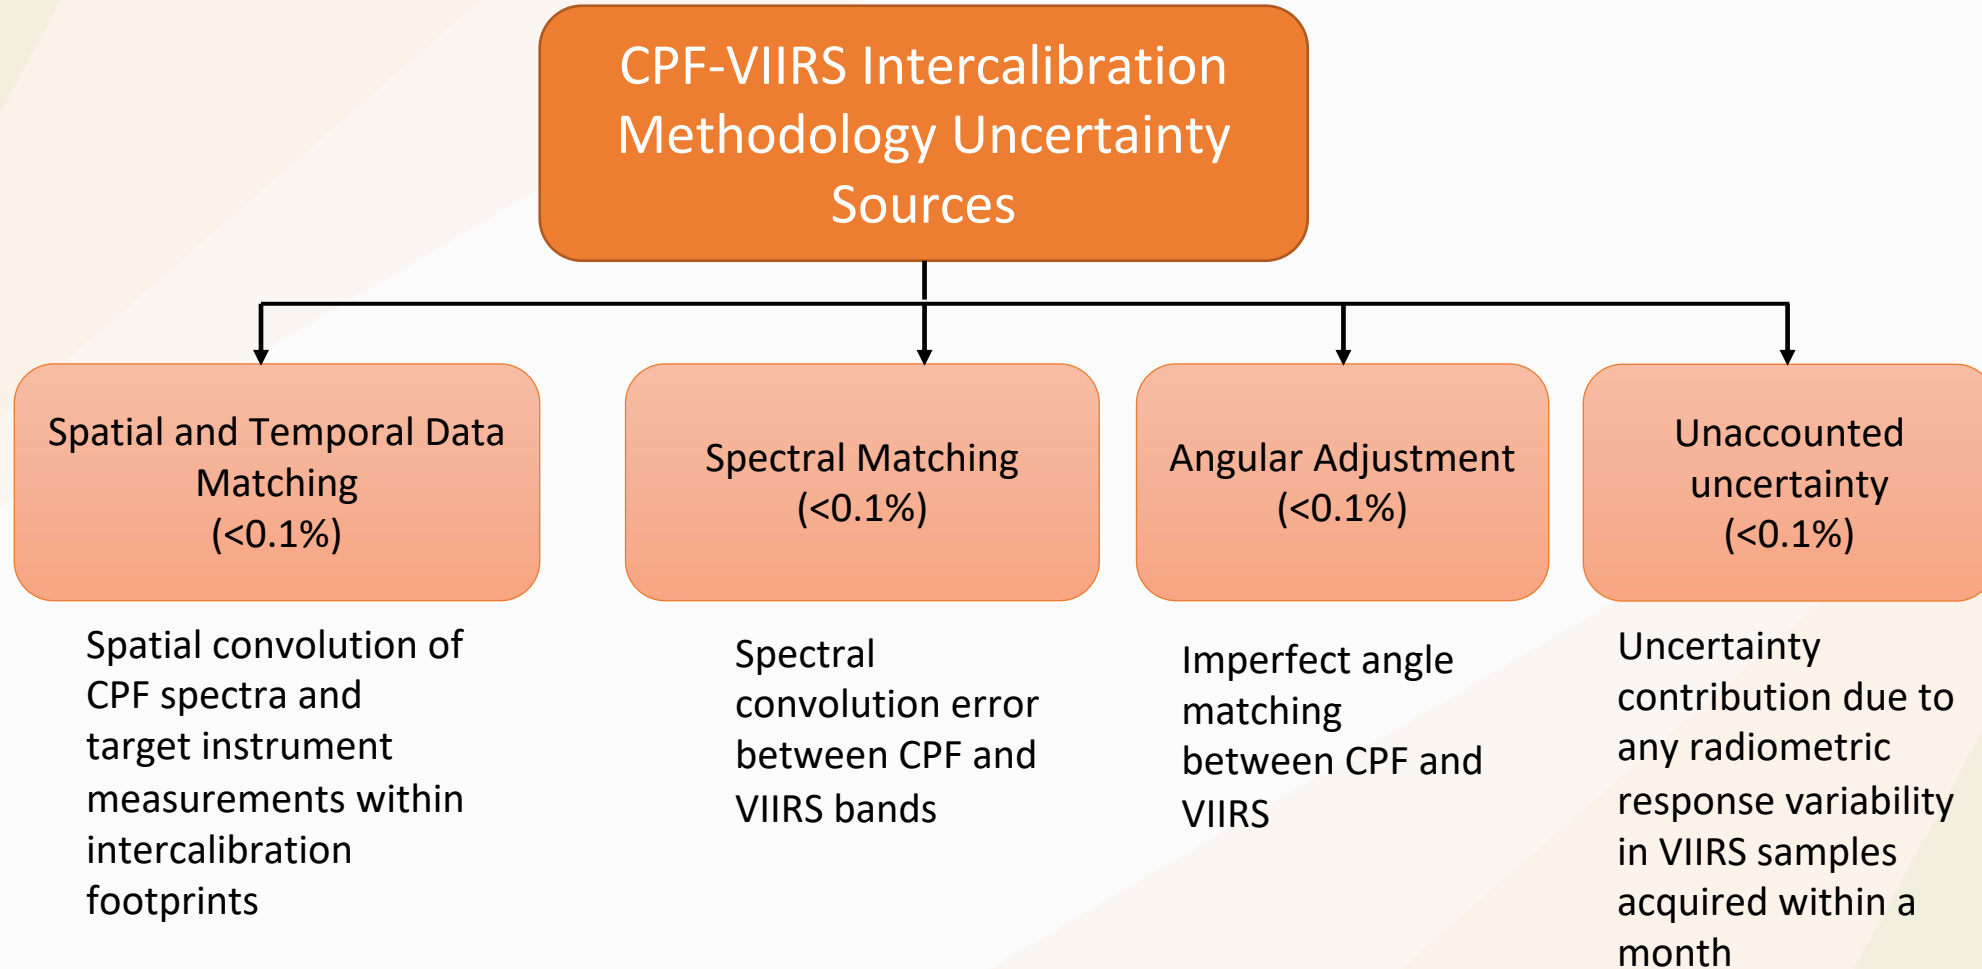 CPF-VIIRS Intercalibration
Methodology Uncertainty
Sources
Spatial and Temporal Data
Matching
(<0.1%)
Spatial convolution of
CPF spectra and
target instrument
measurements within
intercalibration
footprints
Spectral Matching
(<0.1%)
Spectral
convolution error
between CPF and
VIIRS bands
Angular Adjustment
(<0.1%)
Imperfect angle
matching
between CPF and
VIIRS
Unaccounted
uncertainty
(<0.1%)
Uncertainty
contribution due to
any radiometric
response variability
in VIIRS samples
acquired within a
month